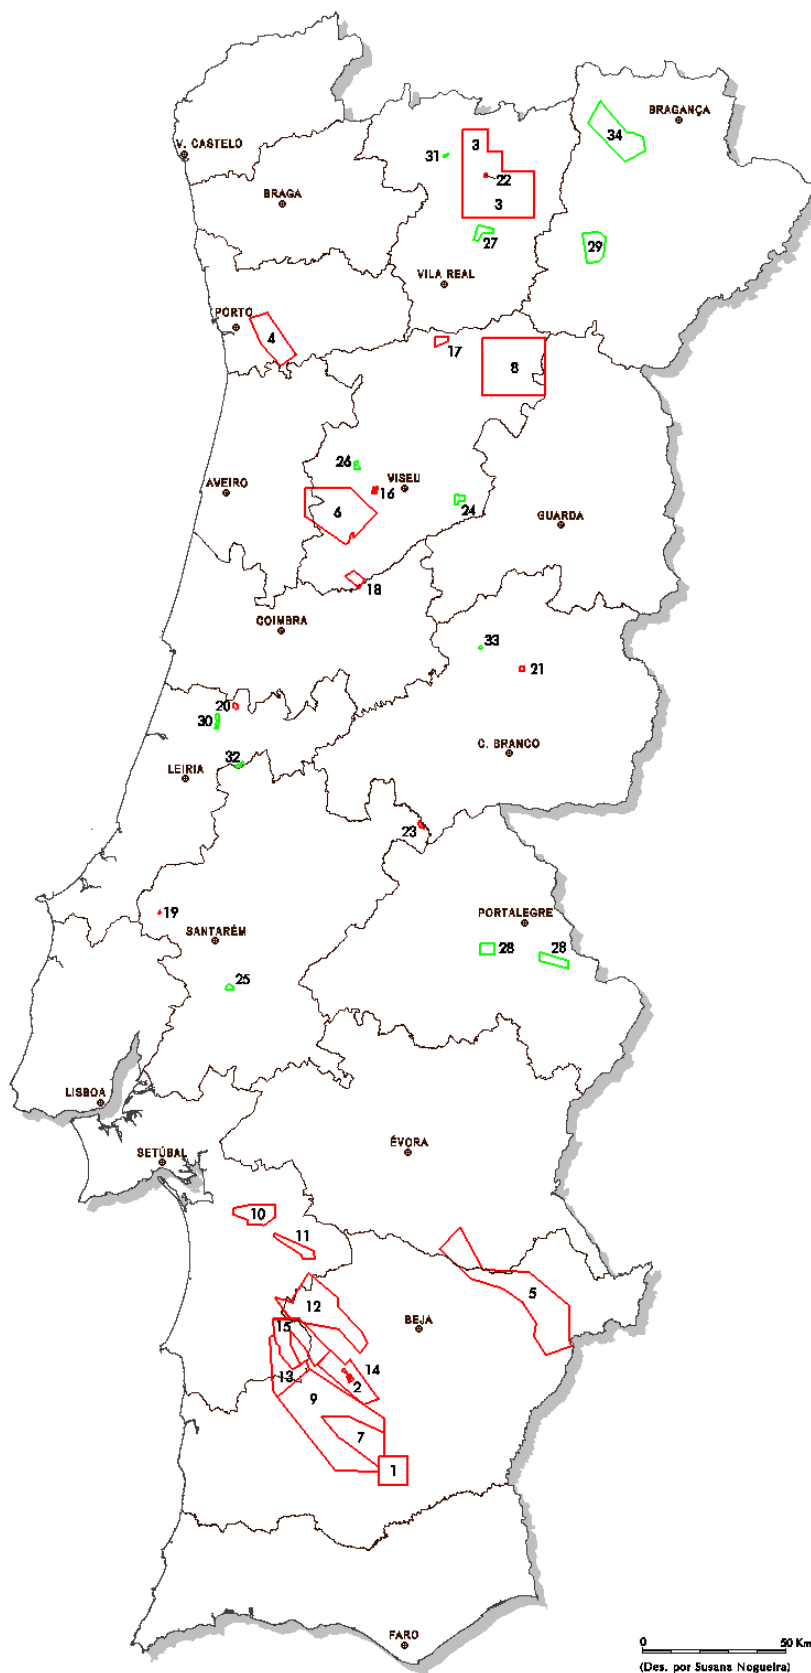 BRAGANÇA
34
V. CASTELO
3
31
22
BRAGA
3
27
29
VILA REAL
PORTO
4
17
8
26
VISEU
AVEIRO
16
6
24
GUARDA
18
COIMBRA
33
21
20
30
C. BRANCO
32
LEIRIA
23
19
PORTALEGRE
SANTARÉM
28
28
25
LISBOA
ÉVORA
SETÚBAL
10
11
5
12
BEJA
15
14
13
2
9
7
1
FARO
0 50 Km
(Des. por Susana Nogueira)